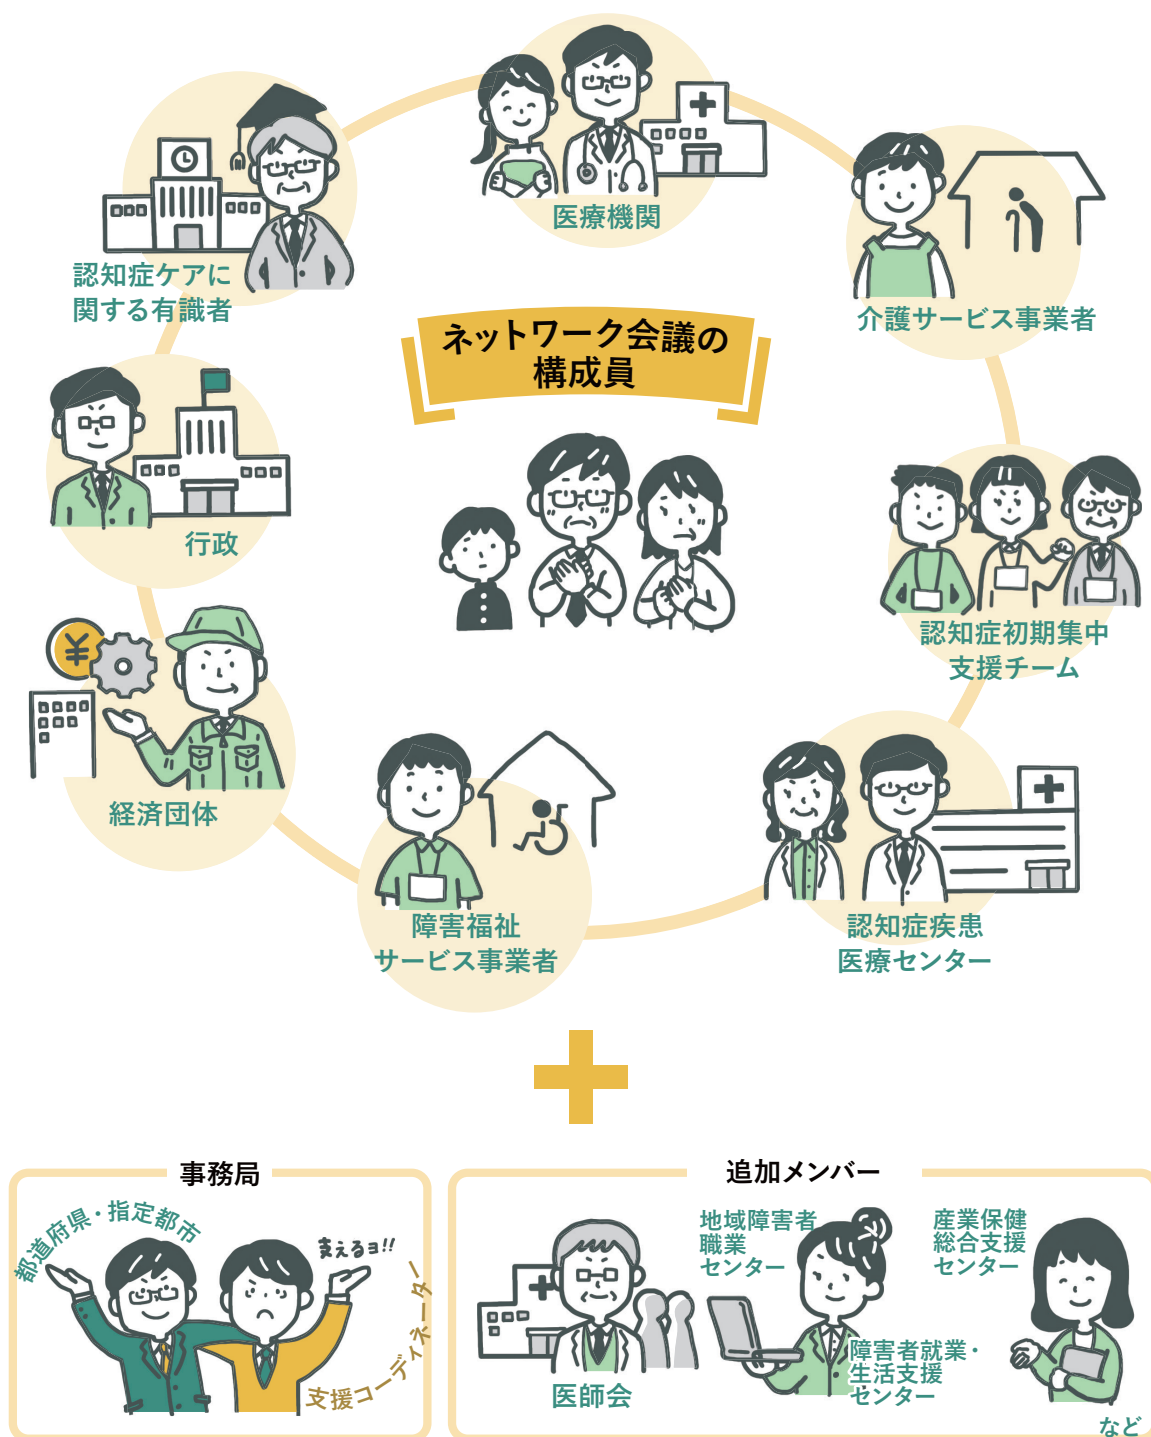 ネットワーク会議の
構成員
医療機関
介護サービス事業者
認知症初期集中
支援チーム
認知症疾患
医療センター
障害福祉
サービス事業者
経済団体
行政
認知症ケアに
関する有識者
事務局
都道府県・指定都市
支えるヨ!!
支援コーディネーター
追加メンバー
医師会
地域障害者
職業
センター
障害者就業・
生活支援
センター
産業保健
総合支援
センター
など